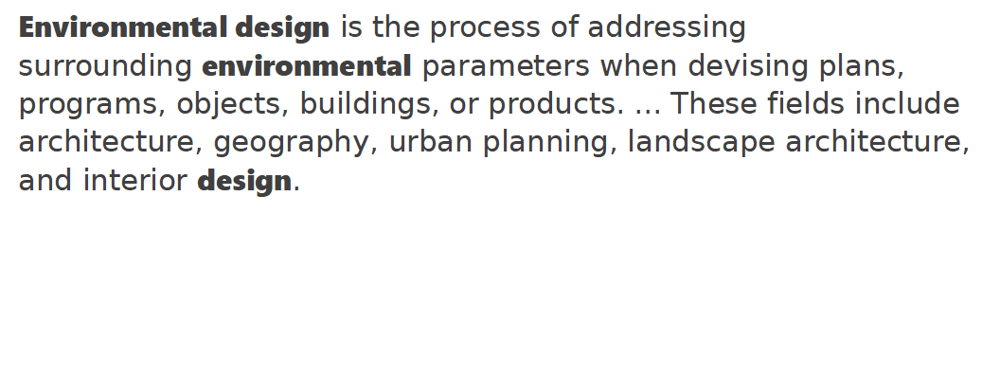 Environmental design is the process of addressing
surrounding environmental parameters when devising plans,
programs, objects, buildings, or products. ... These fields include
architecture, geography, urban planning, landscape architecture,
and interior design.